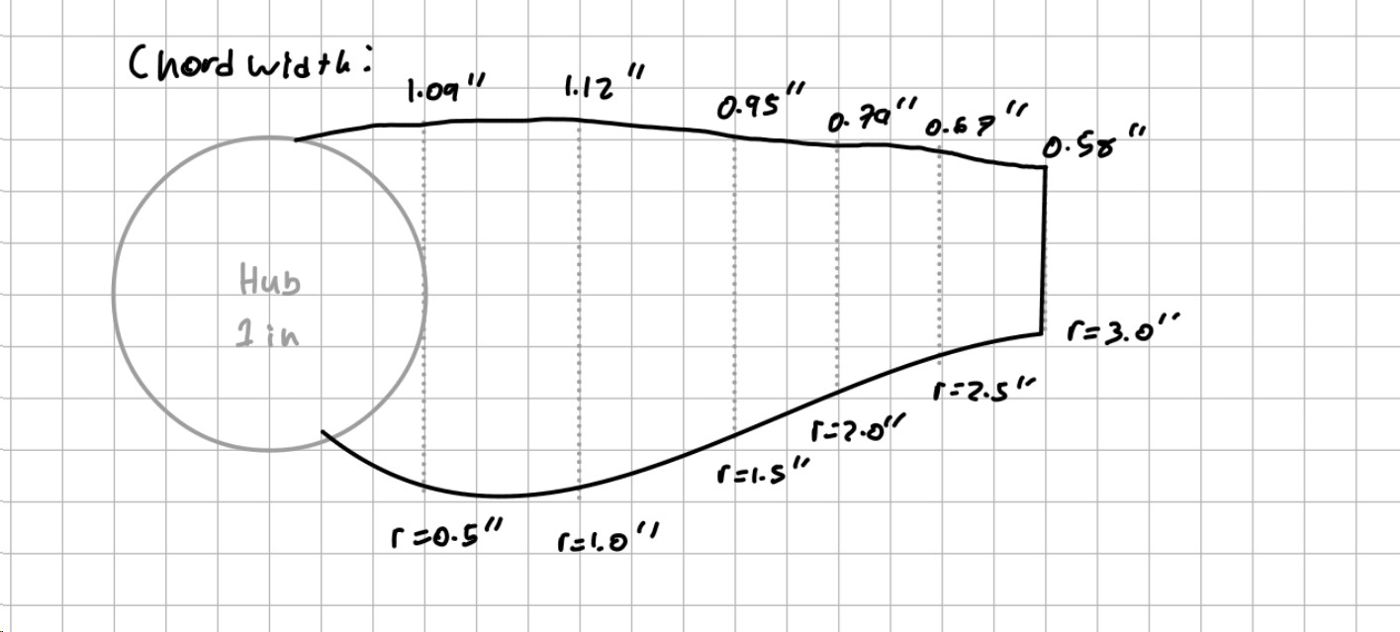 Chord width:
1.09"
1.12"
0.95"
0.79"
0.67"
0.58"
Hub
1 in
r=3.0"
r=2.5"
r=2.0"
r=1.5"
r=0.5"
r=1.0"